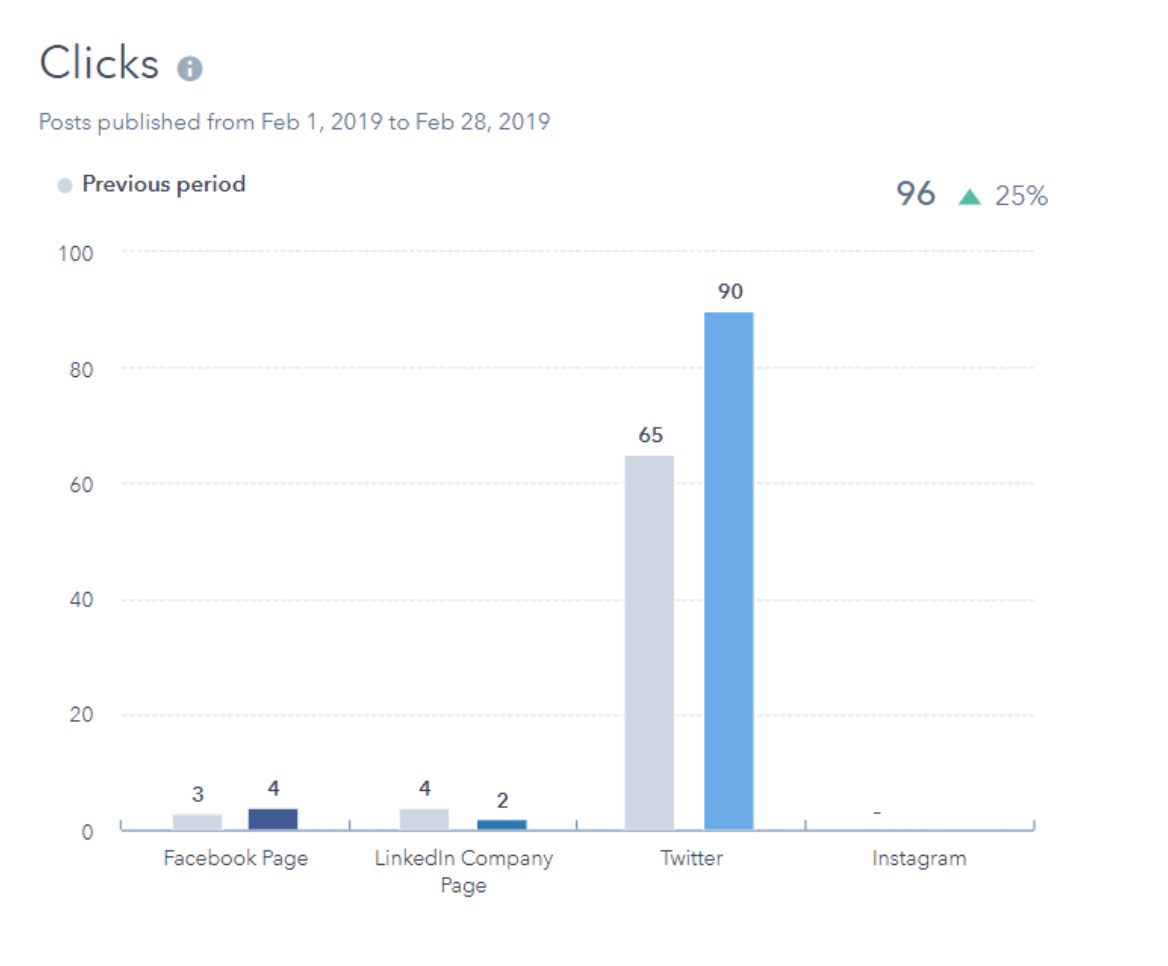 Clicks
Posts published from Feb 1, 2019 to Feb 28, 2019
Previous period
96 ▲ 25%
100
90
80
65
60
40
20
3 4 4 2
-
0
Facebook Page LinkedIn Company Page Twitter Instagram